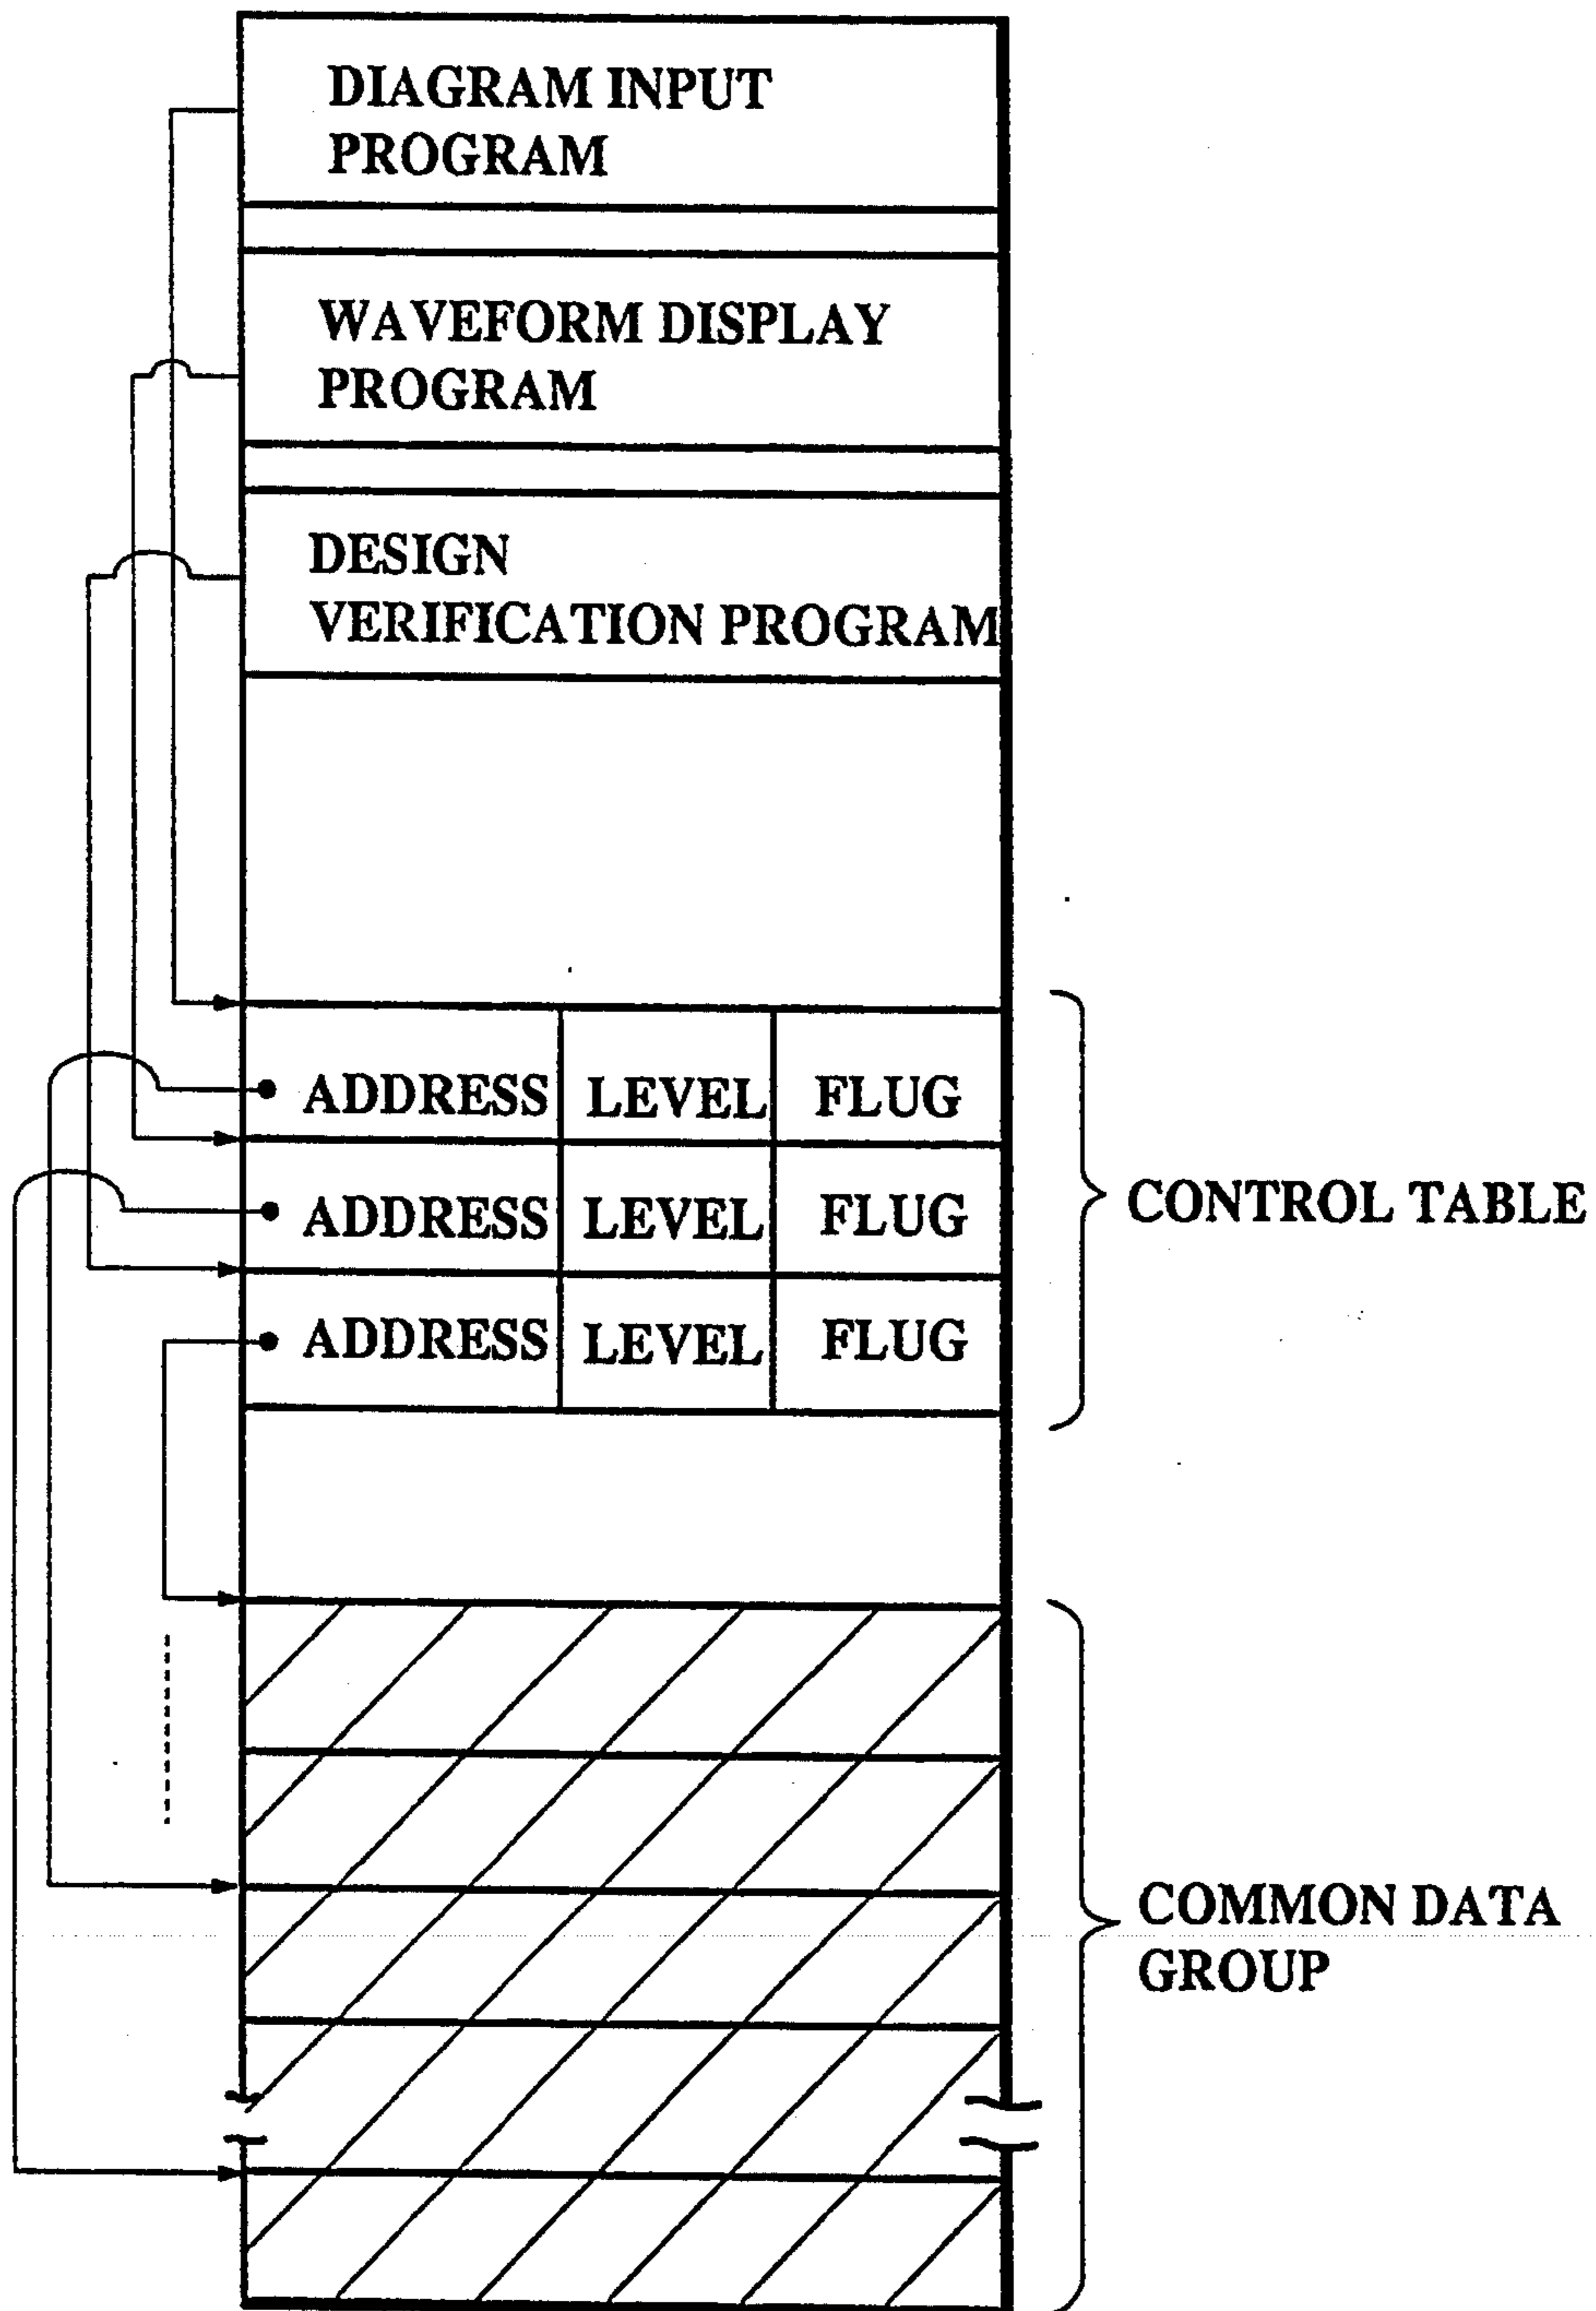 DIAGRAM INPUT
PROGRAM
WAVEFORM DISPLAY
PROGRAM
DESIGN
VERIFICATION PROGRAM
ADDRESS LEVEL FLUG
ADDRESS LEVEL FLUG
ADDRESS LEVEL FLUG
CONTROL TABLE
COMMON DATA
GROUP